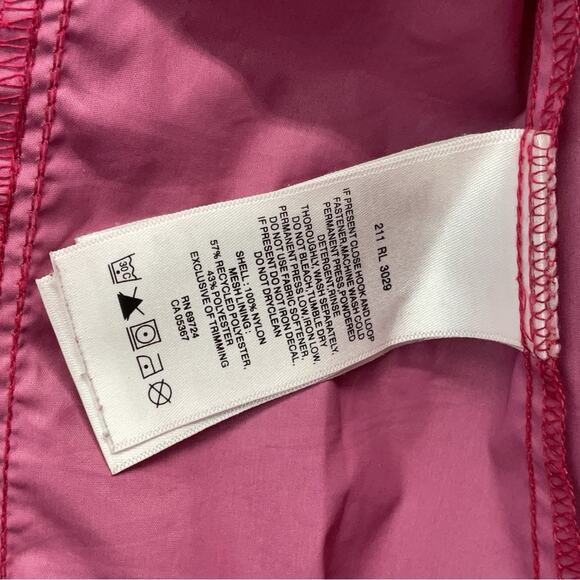 211 RL 3029
IF PRESENT CLOSE HOOK AND LOOP
FASTENER, MACHINE WASH COLD
PERMANENT PRESS, POWDERED
DETERGENT, RINSE
THOROUGHLY, WASH SEPARATELY.
DO NOT BLEACH, TUMBLE DRY
PERMANENT PRESS LOW, IRON LOW.
DO NOT USE FABRIC SOFTENER.
IF PRESENT DO NOT IRON ON DECAL.
DO NOT DRYCLEAN
SHELL : 100% NYLON
MESH LINING :
57% RECYCLED POLYESTER,
43% POLYESTER
EXCLUSIVE OF TRIMMING
RN 69724
CA 05367
30